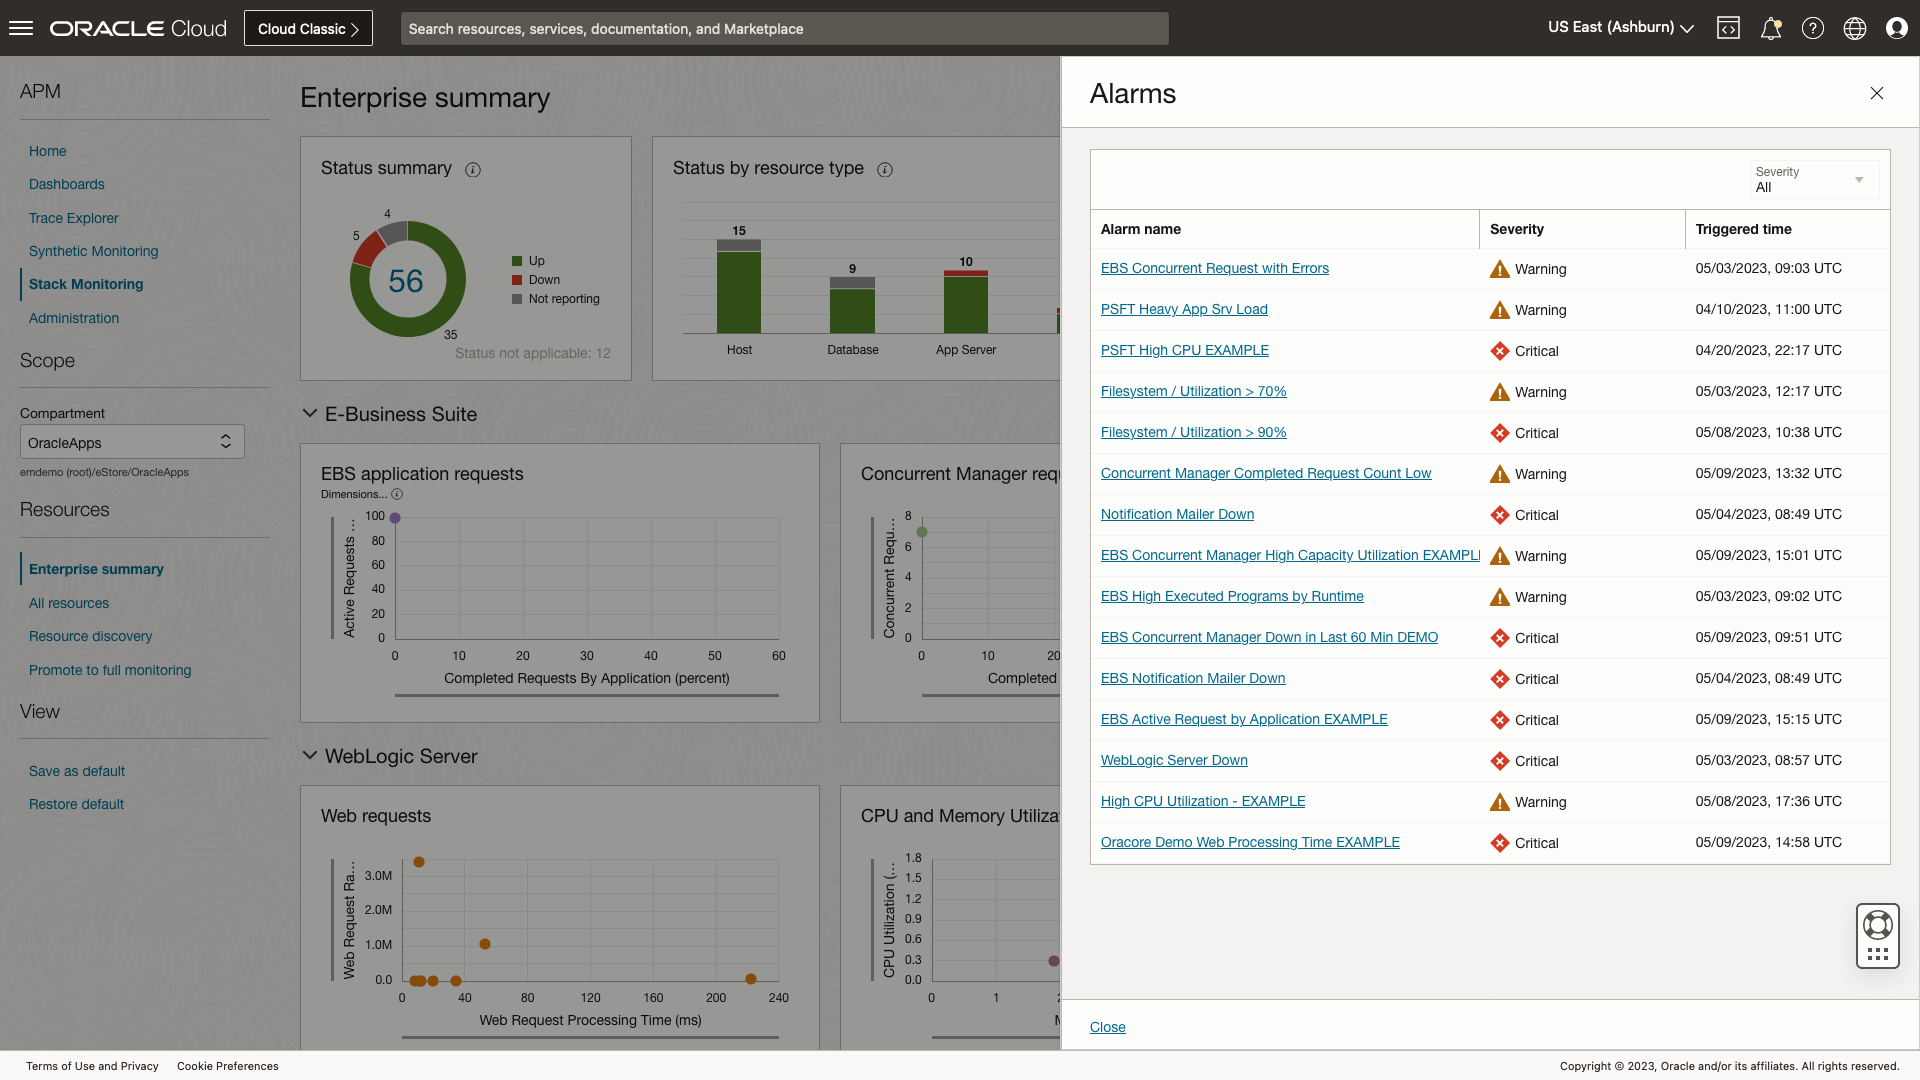 ORACLE Cloud
Cloud Classic
Search resources, services, documentation, and Marketplace
US East (Ashburn)
APM
Home
Dashboards
Trace Explorer
Synthetic Monitoring
Stack Monitoring
Administration
Scope
Compartment
OracleApps
emdemo (root)/eStore/OracleApps
Resources
Enterprise summary
All resources
Resource discovery
Promote to full monitoring
View
Save as default
Restore default
Enterprise summary
Status summary
4
5
56
35
Up
Down
Not reporting
Status not applicable: 12
Status by resource type
15
9
10
Host
Database
App Server
E-Business Suite
EBS application requests
Dimensions...
Active Requests ...
100
80
60
40
20
0
0 10 20 30 40 50 60
Completed Requests By Application (percent)
Concurrent Manager requ
Concurrent Requ...
8
6
4
2
0
0 10 20
Completed
WebLogic Server
Web requests
Web Request Ra...
3.0M
2.0M
1.0M
0.0
0 40 80 120 160 200 240
Web Request Processing Time (ms)
CPU and Memory Utiliza
CPU Utilization (...
1.8
1.5
1.2
0.9
0.6
0.3
0.0
0 1
Alarms
Severity
All
Alarm name Severity Triggered time
EBS Concurrent Request with Errors Warning 05/03/2023, 09:03 UTC
PSFT Heavy App Srv Load Warning 04/10/2023, 11:00 UTC
PSFT High CPU EXAMPLE Critical 04/20/2023, 22:17 UTC
Filesystem / Utilization > 70% Warning 05/03/2023, 12:17 UTC
Filesystem / Utilization > 90% Critical 05/08/2023, 10:38 UTC
Concurrent Manager Completed Request Count Low Warning 05/09/2023, 13:32 UTC
Notification Mailer Down Critical 05/04/2023, 08:49 UTC
EBS Concurrent Manager High Capacity Utilization EXAMPL Warning 05/09/2023, 15:01 UTC
EBS High Executed Programs by Runtime Warning 05/03/2023, 09:02 UTC
EBS Concurrent Manager Down in Last 60 Min DEMO Critical 05/09/2023, 09:51 UTC
EBS Notification Mailer Down Critical 05/04/2023, 08:49 UTC
EBS Active Request by Application EXAMPLE Critical 05/09/2023, 15:15 UTC
WebLogic Server Down Critical 05/03/2023, 08:57 UTC
High CPU Utilization - EXAMPLE Warning 05/08/2023, 17:36 UTC
Oracore Demo Web Processing Time EXAMPLE Critical 05/09/2023, 14:58 UTC
Close
Terms of Use and Privacy Cookie Preferences
Copyright © 2023, Oracle and/or its affiliates. All rights reserved.